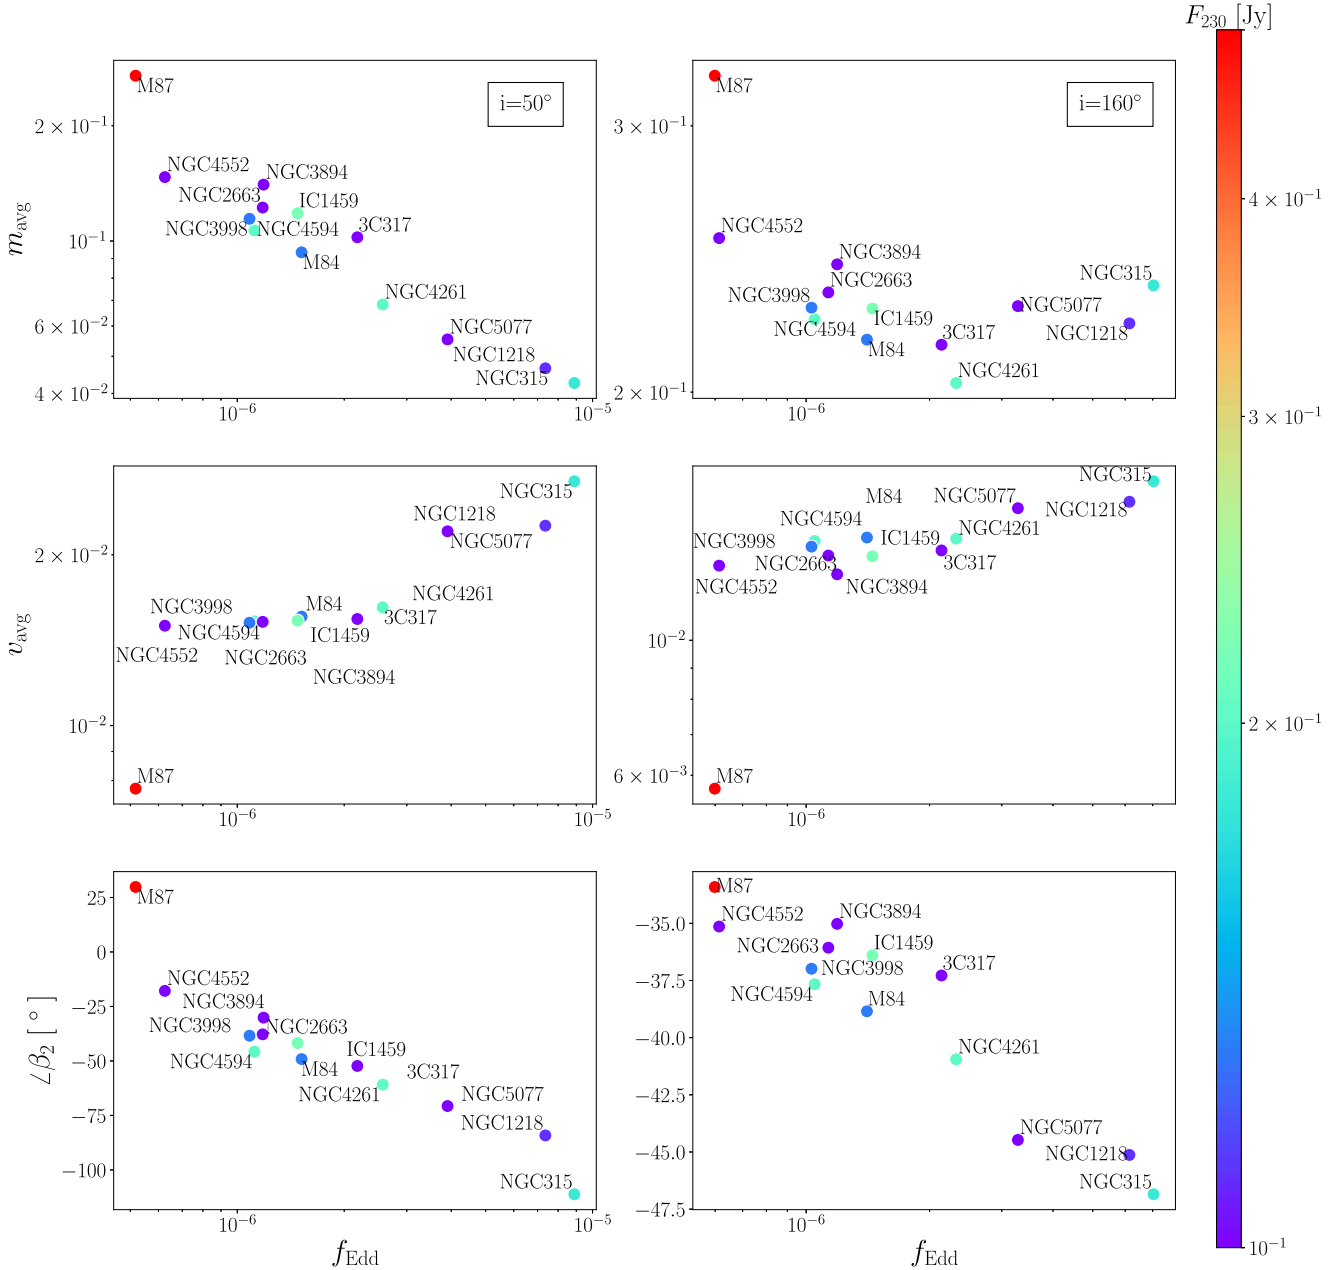 F₂₃₀ [Jy]
i=50°
M87
NGC4552
NGC3894
NGC2663
IC1459
NGC3998
NGC4594
3C317
M84
NGC4261
NGC5077
NGC1218
NGC315
2 × 10⁻¹
10⁻¹
6 × 10⁻²
4 × 10⁻²
m_avg
10⁻⁶
10⁻⁵
i=160°
M87
NGC4552
NGC3894
NGC2663
NGC315
NGC3998
NGC5077
IC1459
NGC4594
NGC1218
3C317
M84
NGC4261
3 × 10⁻¹
2 × 10⁻¹
10⁻⁶
NGC315
NGC1218
NGC5077
NGC4261
NGC3998
M84
3C317
NGC4594
IC1459
NGC4552
NGC2663
NGC3894
M87
2 × 10⁻²
10⁻²
v_avg
10⁻⁶
10⁻⁵
NGC315
M84
NGC5077
NGC1218
NGC4594
NGC4261
NGC3998
IC1459
NGC2663
3C317
NGC4552
NGC3894
M87
10⁻²
6 × 10⁻³
10⁻⁶
M87
NGC4552
NGC3894
NGC3998
NGC2663
IC1459
NGC4594
M84
3C317
NGC4261
NGC5077
NGC1218
NGC315
25
0
−25
−50
−75
−100
∠β₂ [ ° ]
10⁻⁶
10⁻⁵
f_Edd
M87
NGC4552
NGC3894
NGC2663
IC1459
NGC3998
3C317
NGC4594
M84
NGC4261
NGC5077
NGC1218
NGC315
−35.0
−37.5
−40.0
−42.5
−45.0
−47.5
10⁻⁶
f_Edd
4 × 10⁻¹
3 × 10⁻¹
2 × 10⁻¹
10⁻¹